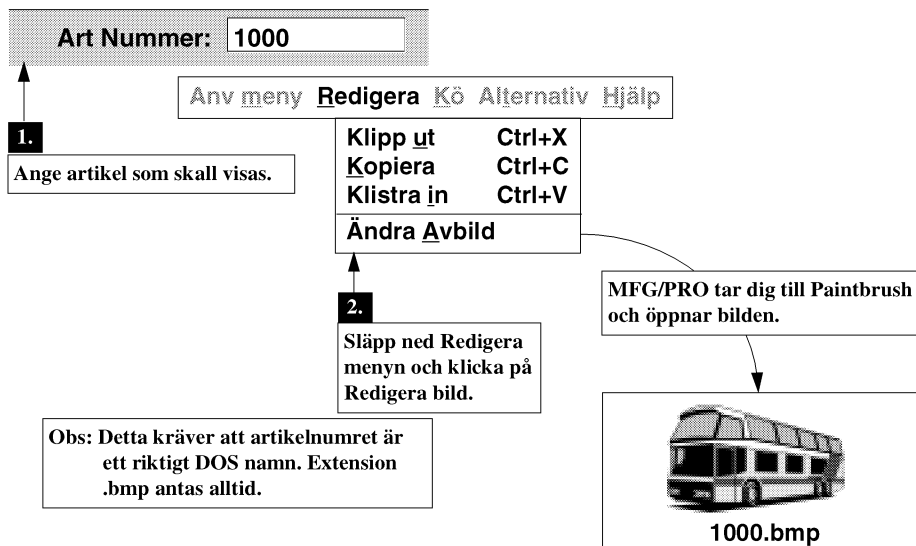 Art Nummer: 1000
Anv meny Redigera Kö Alternativ Hjälp
1.
Ange artikel som skall visas.
Klipp ut Ctrl+X
Kopiera Ctrl+C
Klistra in Ctrl+V
Ändra Avbild
2.
Släpp ned Redigera
menyn och klicka på
Redigera bild.
MFG/PRO tar dig till Paintbrush
och öppnar bilden.
Obs: Detta kräver att artikelnumret är
ett riktigt DOS namn. Extension
.bmp antas alltid.
1000.bmp